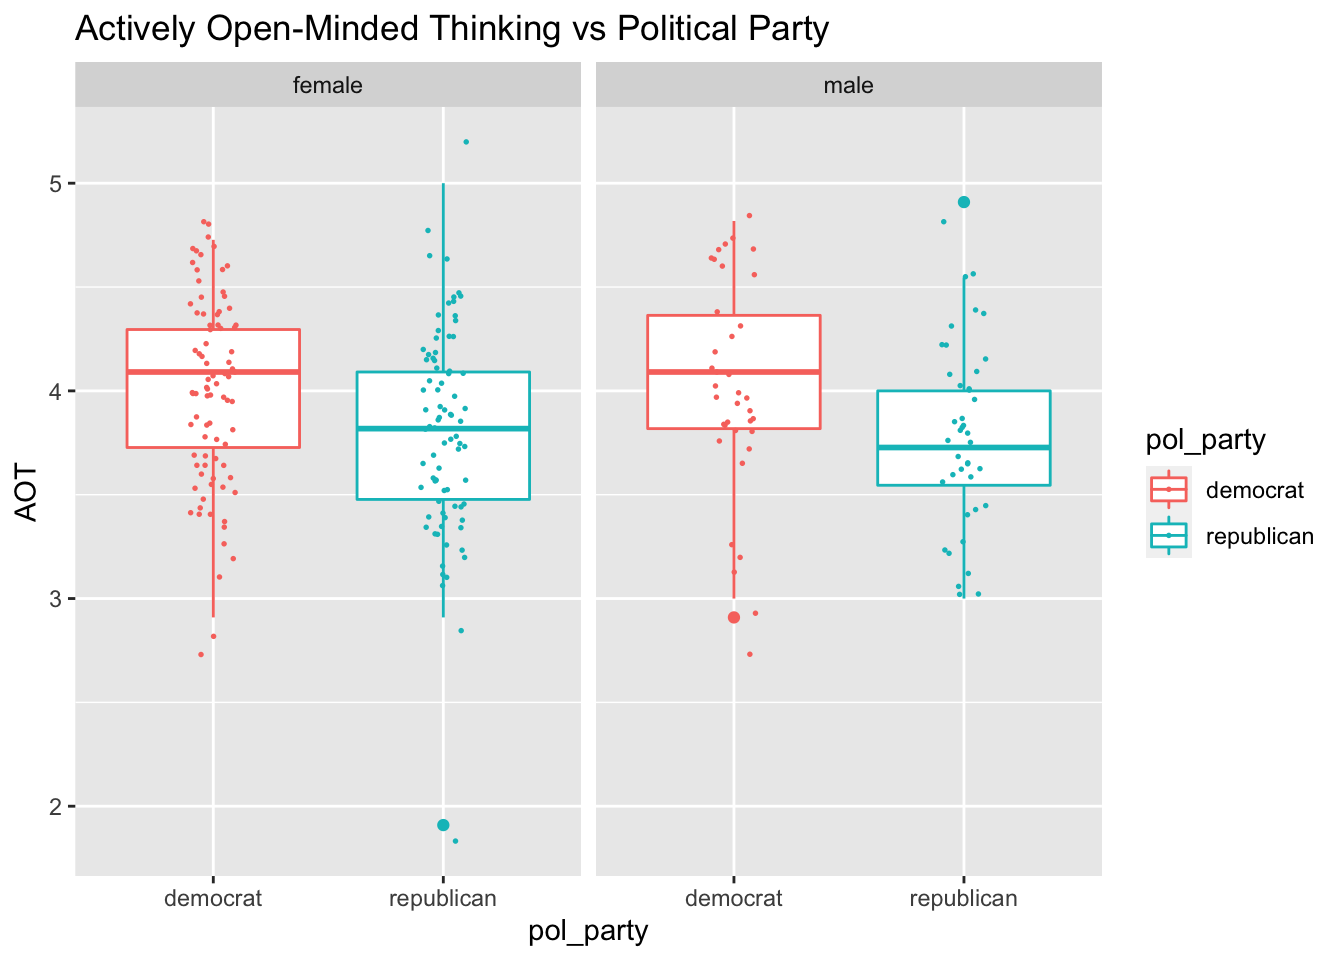 Actively Open-Minded Thinking vs Political Party
female
male
5
4
3
2
AOT
democrat
republican
democrat
republican
pol_party
pol_party
democrat
republican